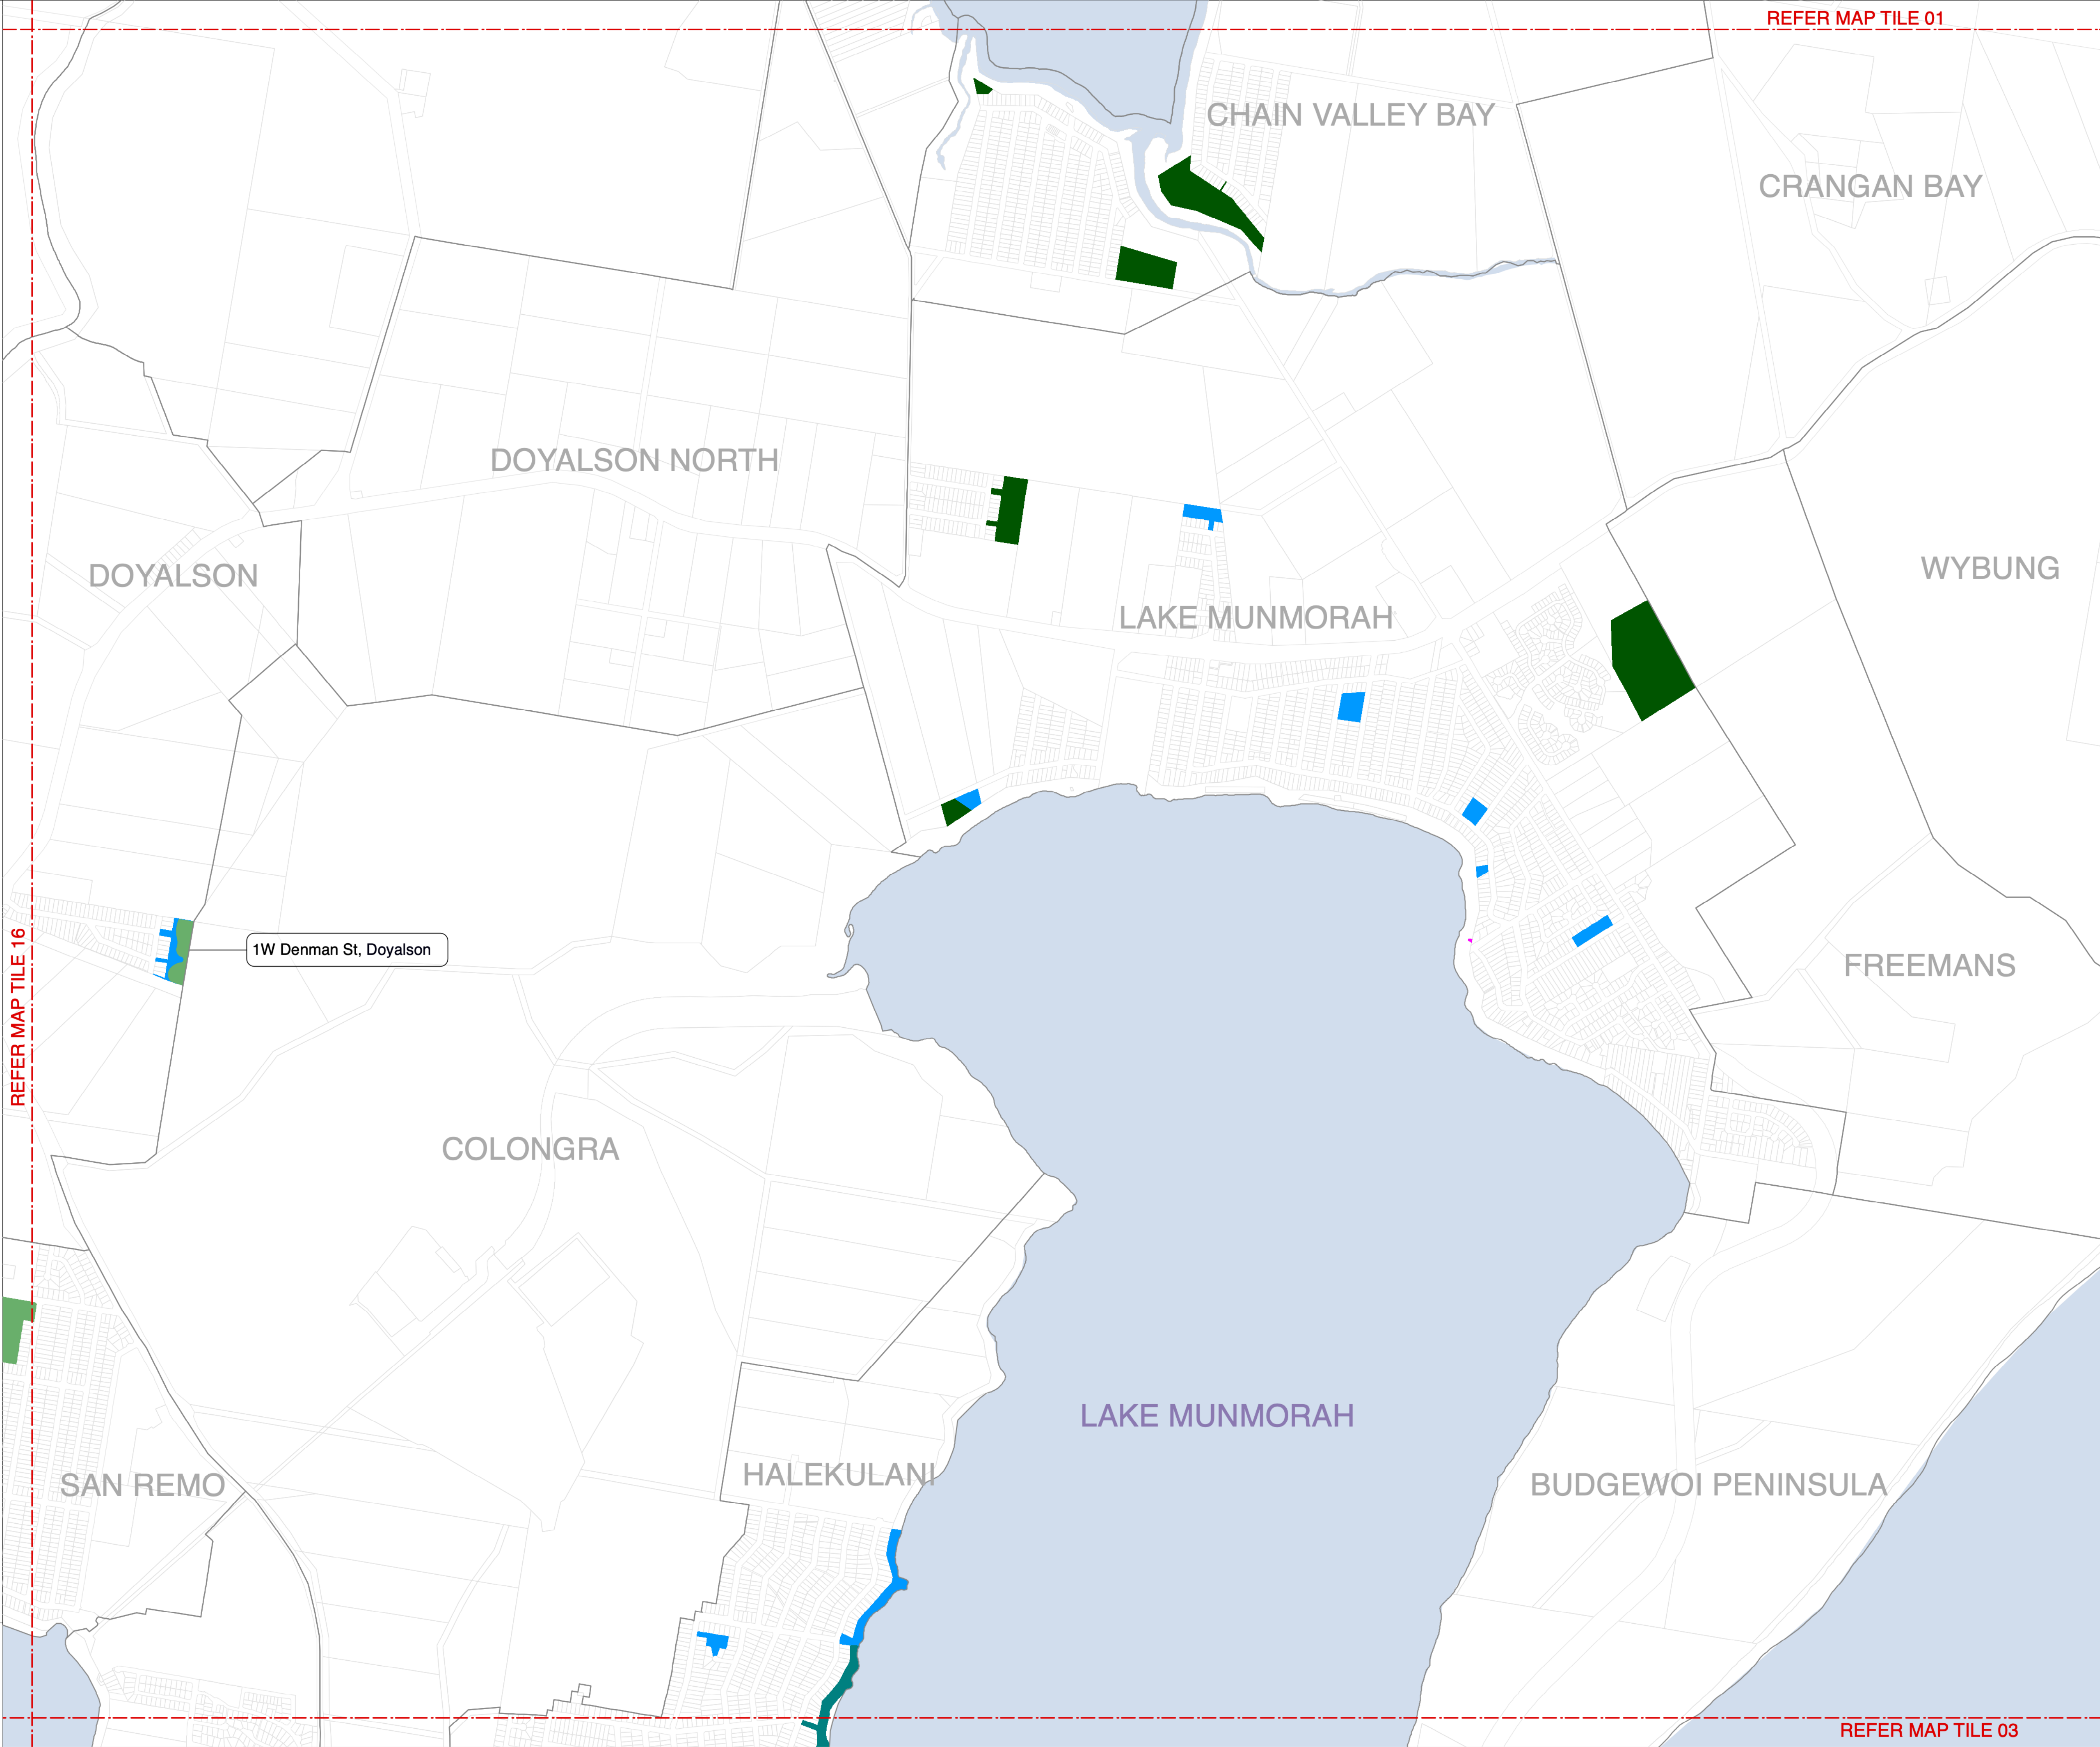 REFER MAP TILE 01
CHAIN VALLEY BAY
CRANGAN BAY
DOYALSON NORTH
DOYALSON
WYBUNG
LAKE MUNMORAH
REFER MAP TILE 16
1W Denman St, Doyalson
FREEMANS
COLONGRA
LAKE MUNMORAH
HALEKULANI
SAN REMO
BUDGEWOI PENINSULA
REFER MAP TILE 03